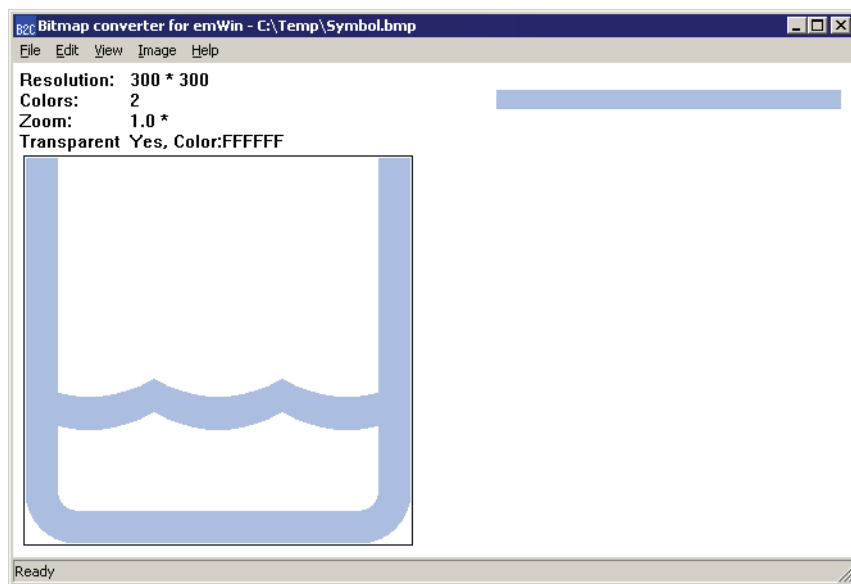 B2C Bitmap converter for emWin - C:\Temp\Symbol.bmp
File Edit View Image Help
Resolution: 300 * 300
Colors: 2
Zoom: 1.0 *
Transparent Yes, Color:FFFFFF
Ready